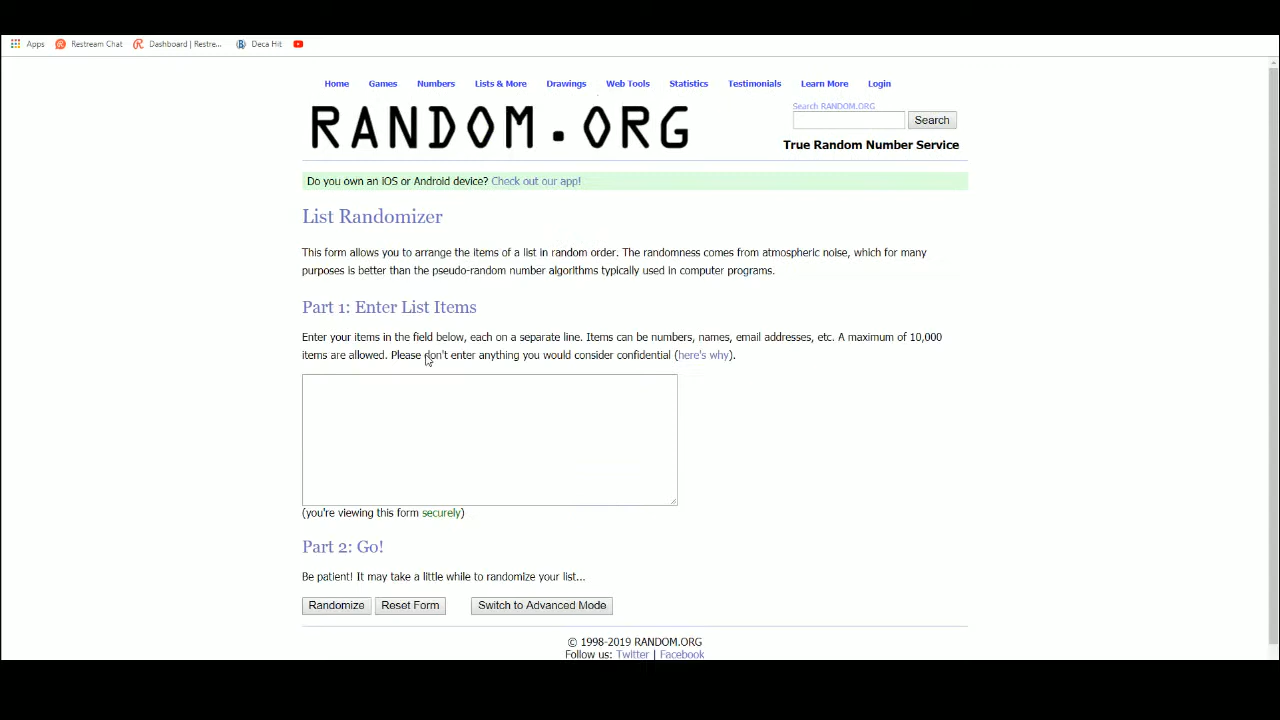 Apps Restream Chat Dashboard | Restre... Deca Hit
Home Games Numbers Lists & More Drawings Web Tools Statistics Testimonials Learn More Login
RANDOM.ORG
Search RANDOM.ORG
Search
True Random Number Service
Do you own an iOS or Android device? Check out our app!
List Randomizer
This form allows you to arrange the items of a list in random order. The randomness comes from atmospheric noise, which for many
purposes is better than the pseudo-random number algorithms typically used in computer programs.
Part 1: Enter List Items
Enter your items in the field below, each on a separate line. Items can be numbers, names, email addresses, etc. A maximum of 10,000
items are allowed. Please don't enter anything you would consider confidential (here's why).
(you're viewing this form securely)
Part 2: Go!
Be patient! It may take a little while to randomize your list...
Randomize Reset Form Switch to Advanced Mode
© 1998-2019 RANDOM.ORG
Follow us: Twitter | Facebook